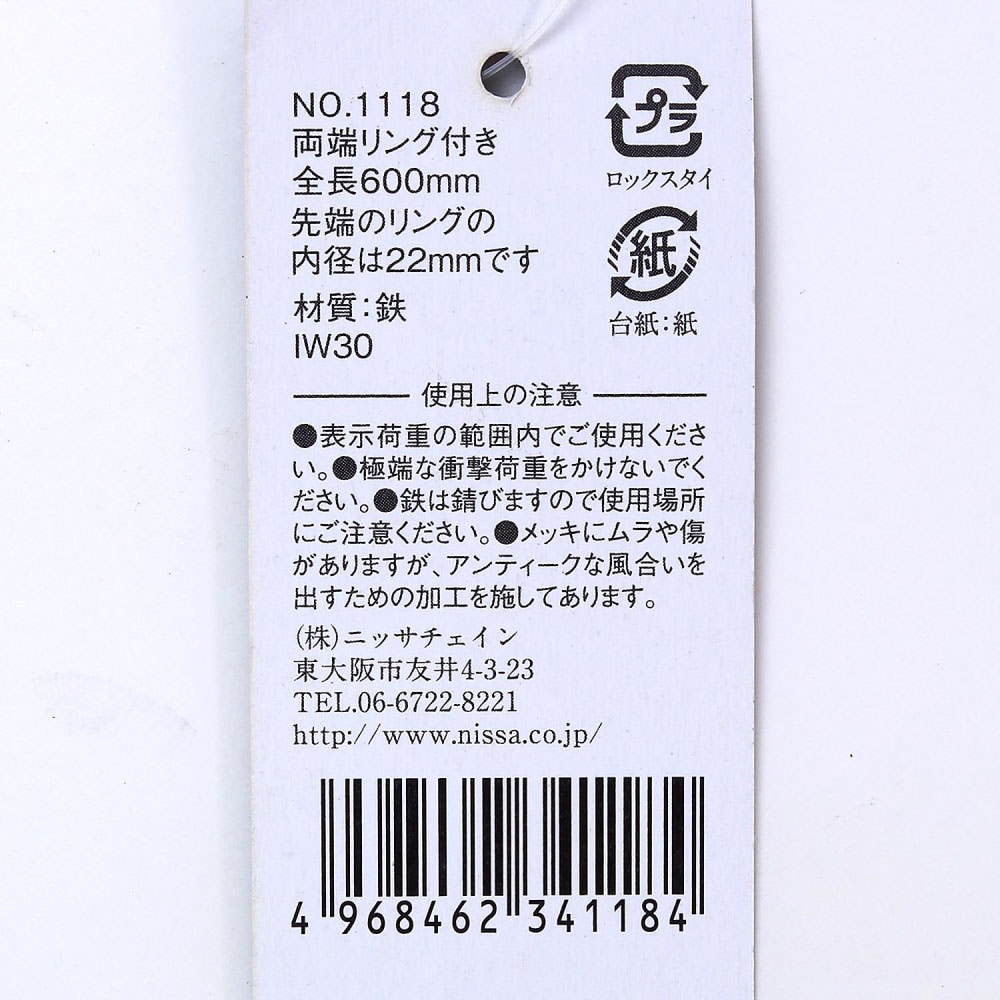 NO.1118
両端リング付き
全長600mm
先端のリングの
内径は22mmです
材質：鉄
IW30
プラ
ロックスタイ
紙
台紙：紙
使用上の注意
●表示荷重の範囲内でご使用くださ
い。●極端な衝撃荷重をかけないでく
ださい。●鉄は錆びますので使用場所
にご注意ください。●メッキにムラや傷
がありますが、アンティークな風合いを
出すための加工を施してあります。
(株)ニッサチェイン
東大阪市友井4-3-23
TEL.06-6722-8221
http://www.nissa.co.jp/
4 968462 341184